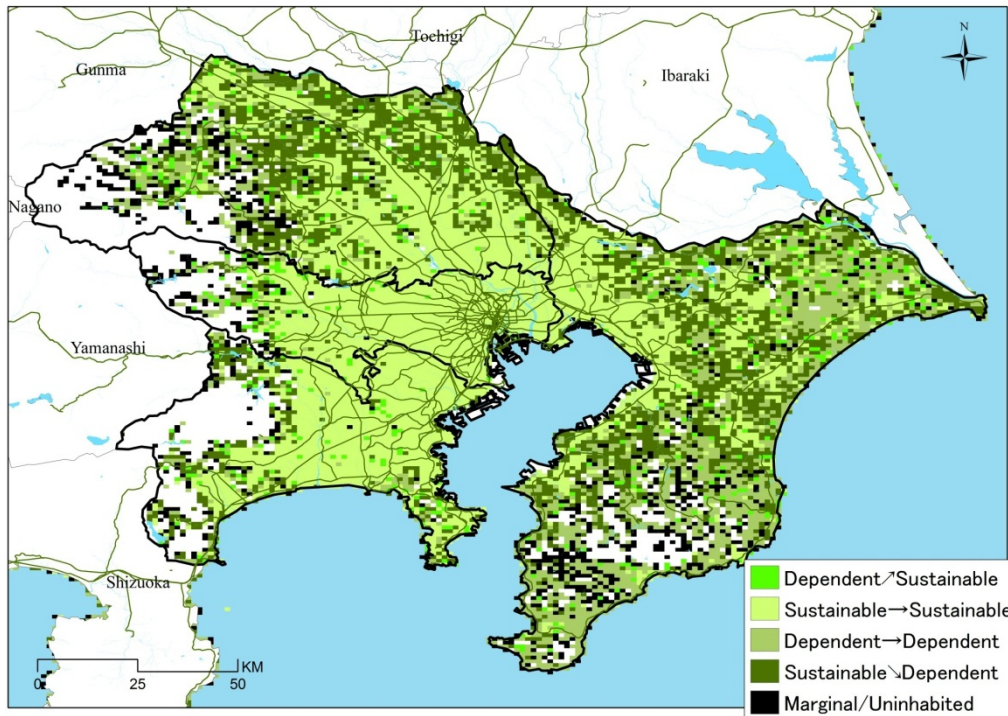 Tochigi
N
Gunma
Ibaraki
Nagano
Yamanashi
Shizuoka
KM
0 25 50
Dependent↗Sustainable
Sustainable→Sustainable
Dependent→Dependent
Sustainable↘Dependent
Marginal/Uninhabited